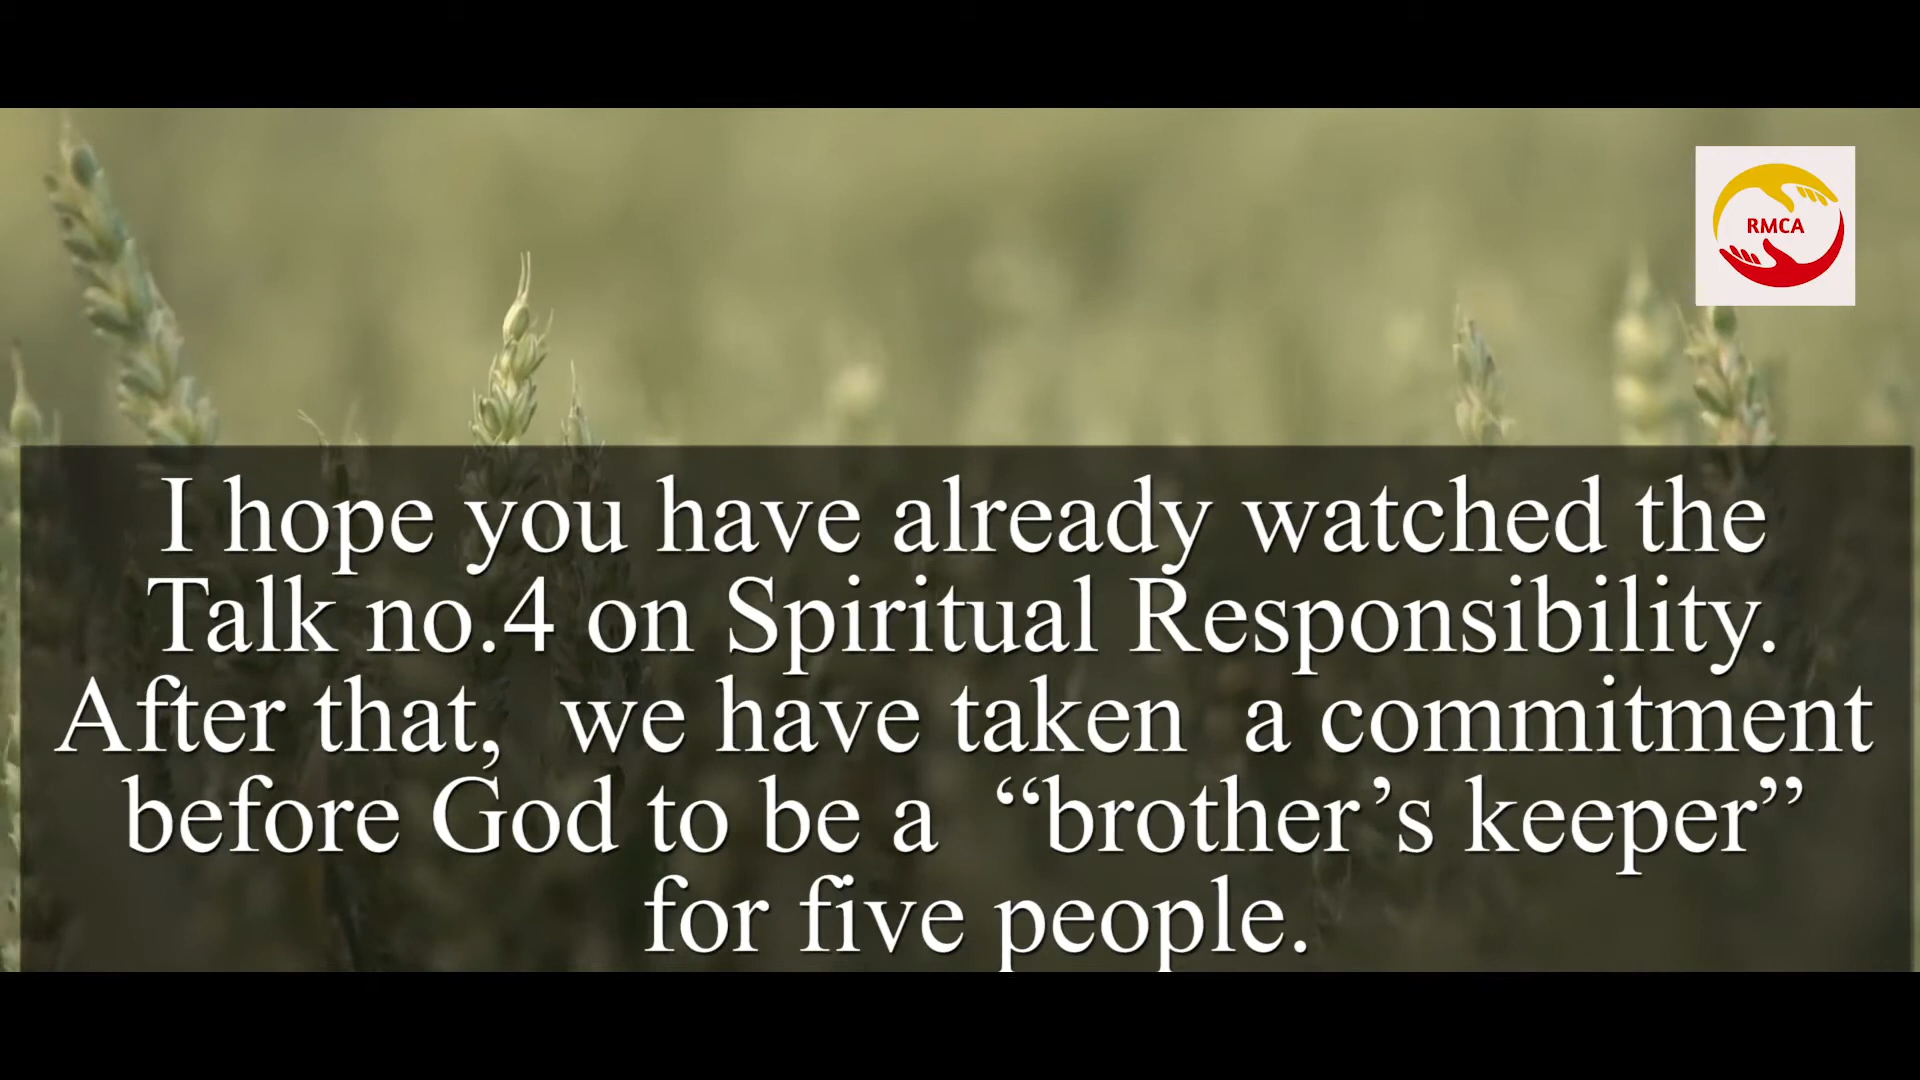 RMCA
I hope you have already watched the
Talk no.4 on Spiritual Responsibility.
After that,  we have taken  a commitment
before God to be a  “brother’s keeper”
for five people.